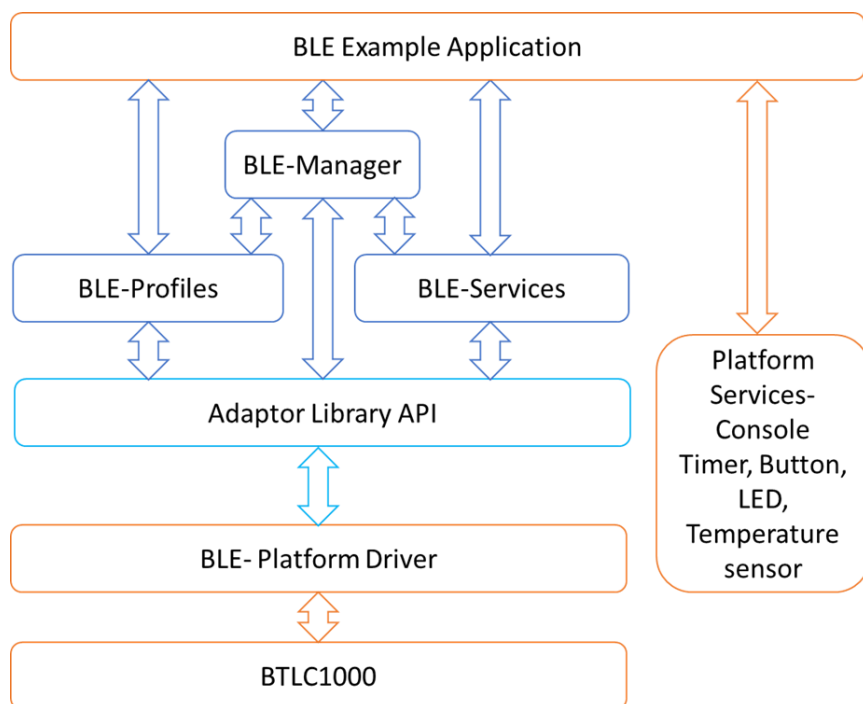 BLE Example Application
BLE-Manager
BLE-Profiles
BLE-Services
Adaptor Library API
Platform
Services-
Console
Timer, Button,
LED,
Temperature
sensor
BLE- Platform Driver
BTLC1000